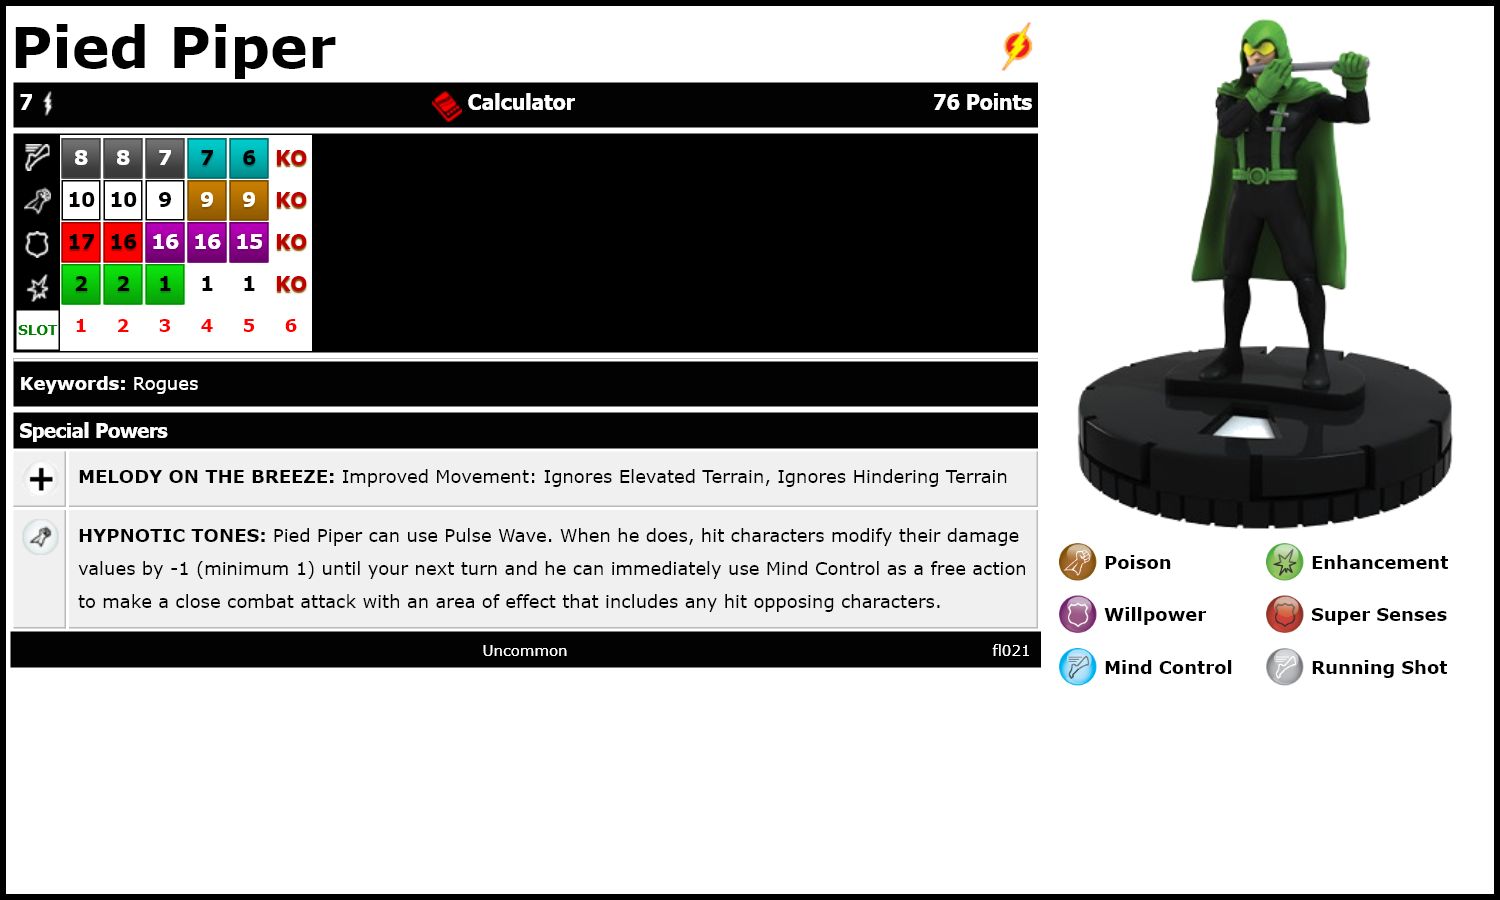 Pied Piper
7 Calculator 76 Points
8 8 7 7 6 KO
10 10 9 9 9 KO
17 16 16 16 15 KO
2 2 1 1 1 KO
SLOT 1 2 3 4 5 6
Keywords: Rogues
Special Powers
MELODY ON THE BREEZE: Improved Movement: Ignores Elevated Terrain, Ignores Hindering Terrain
HYPNOTIC TONES: Pied Piper can use Pulse Wave. When he does, hit characters modify their damage
values by -1 (minimum 1) until your next turn and he can immediately use Mind Control as a free action
to make a close combat attack with an area of effect that includes any hit opposing characters.
Uncommon fl021
Poison Enhancement
Willpower Super Senses
Mind Control Running Shot